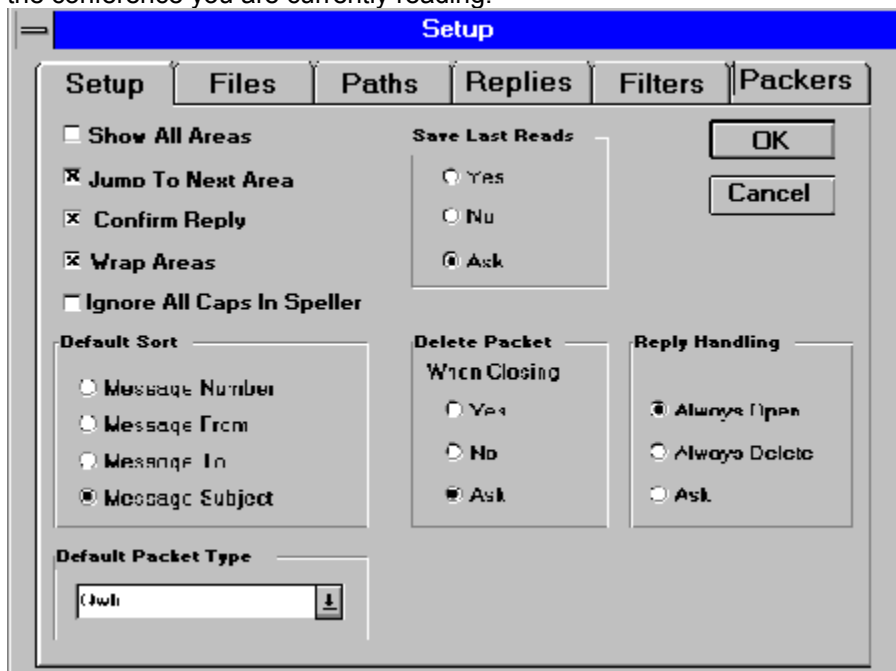 the conference you are currently reading.
Setup
Setup Files Paths Replies Filters Packers
Show All Areas
Jump To Next Area
Confirm Reply
Wrap Areas
Ignore All Caps In Speller
Save Last Reads
Yes
No
Ask
OK
Cancel
Default Sort
Message Number
Message From
Message To
Message Subject
Delete Packet
When Closing
Yes
No
Ask
Reply Handling
Always Open
Always Delete
Ask
Default Packet Type